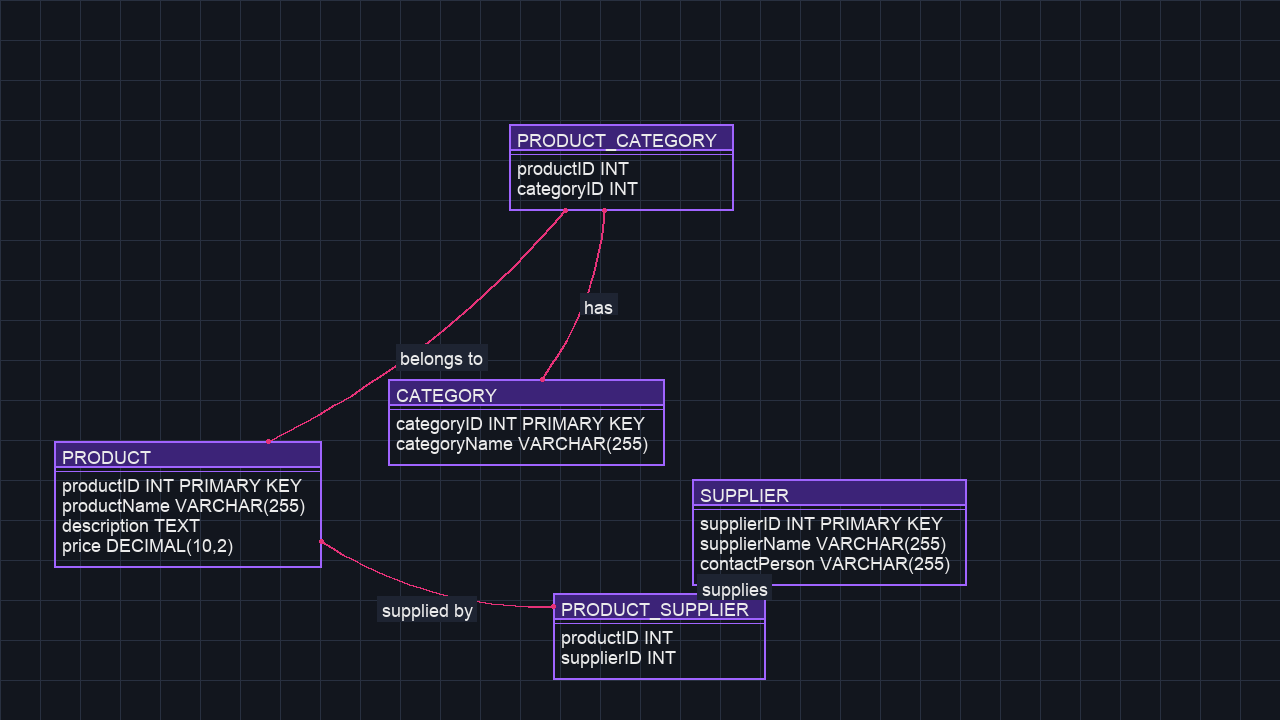 PRODUCT_CATEGORY
productID INT
categoryID INT
has
belongs to
CATEGORY
categoryID INT PRIMARY KEY
categoryName VARCHAR(255)
PRODUCT
productID INT PRIMARY KEY
productName VARCHAR(255)
description TEXT
price DECIMAL(10,2)
SUPPLIER
supplierID INT PRIMARY KEY
supplierName VARCHAR(255)
contactPerson VARCHAR(255)
supplies
supplied by
PRODUCT_SUPPLIER
productID INT
supplierID INT